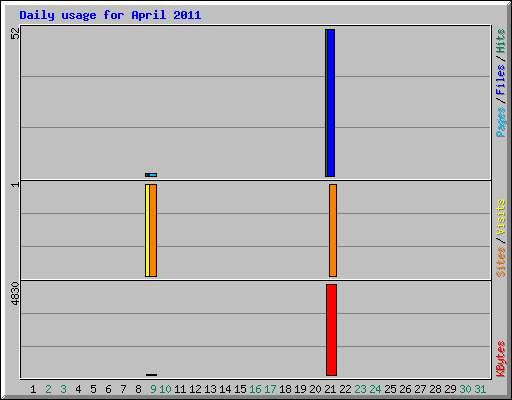 Daily usage for April 2011
52
Pages / Files / Hits
1
Sites / Visits
4830
KBytes
1 2 3 4 5 6 7 8 9 10 11 12 13 14 15 16 17 18 19 20 21 22 23 24 25 26 27 28 29 30 31